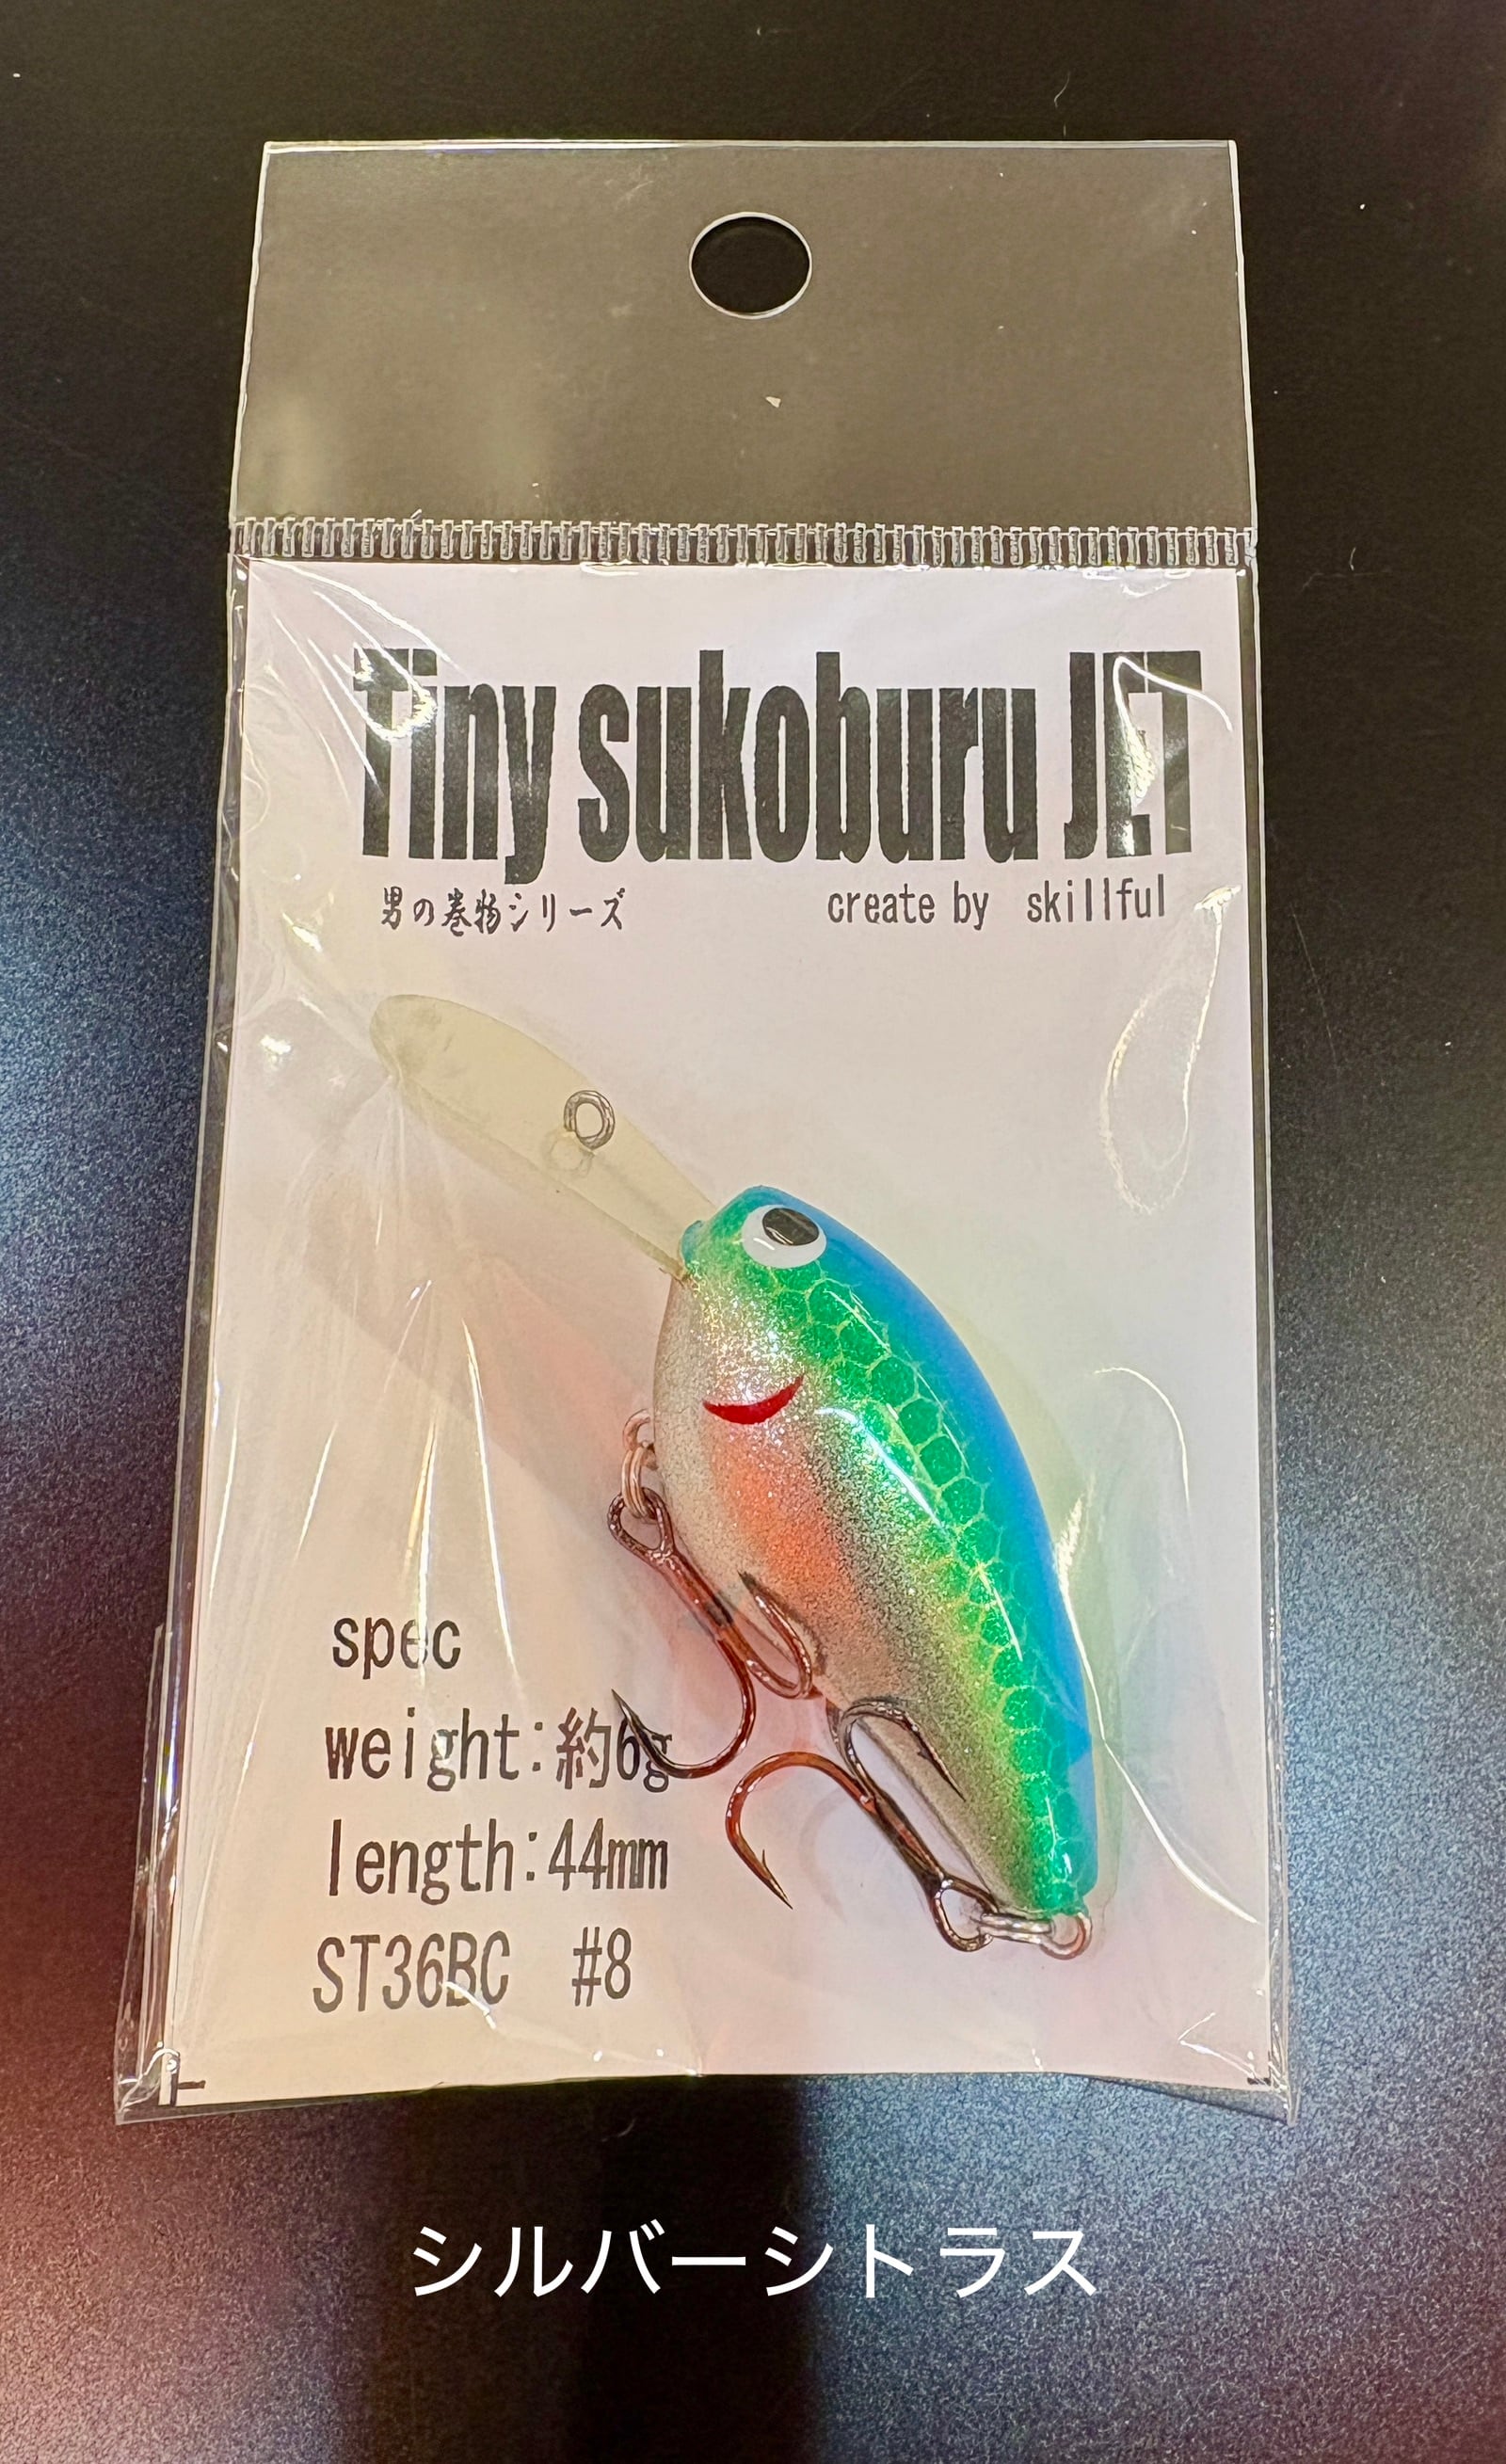 Tiny sukoburu JET
男の巻物シリーズ create by skillful
spec
weight:約6g
length:44mm
ST36BC #8
シルバーシトラス